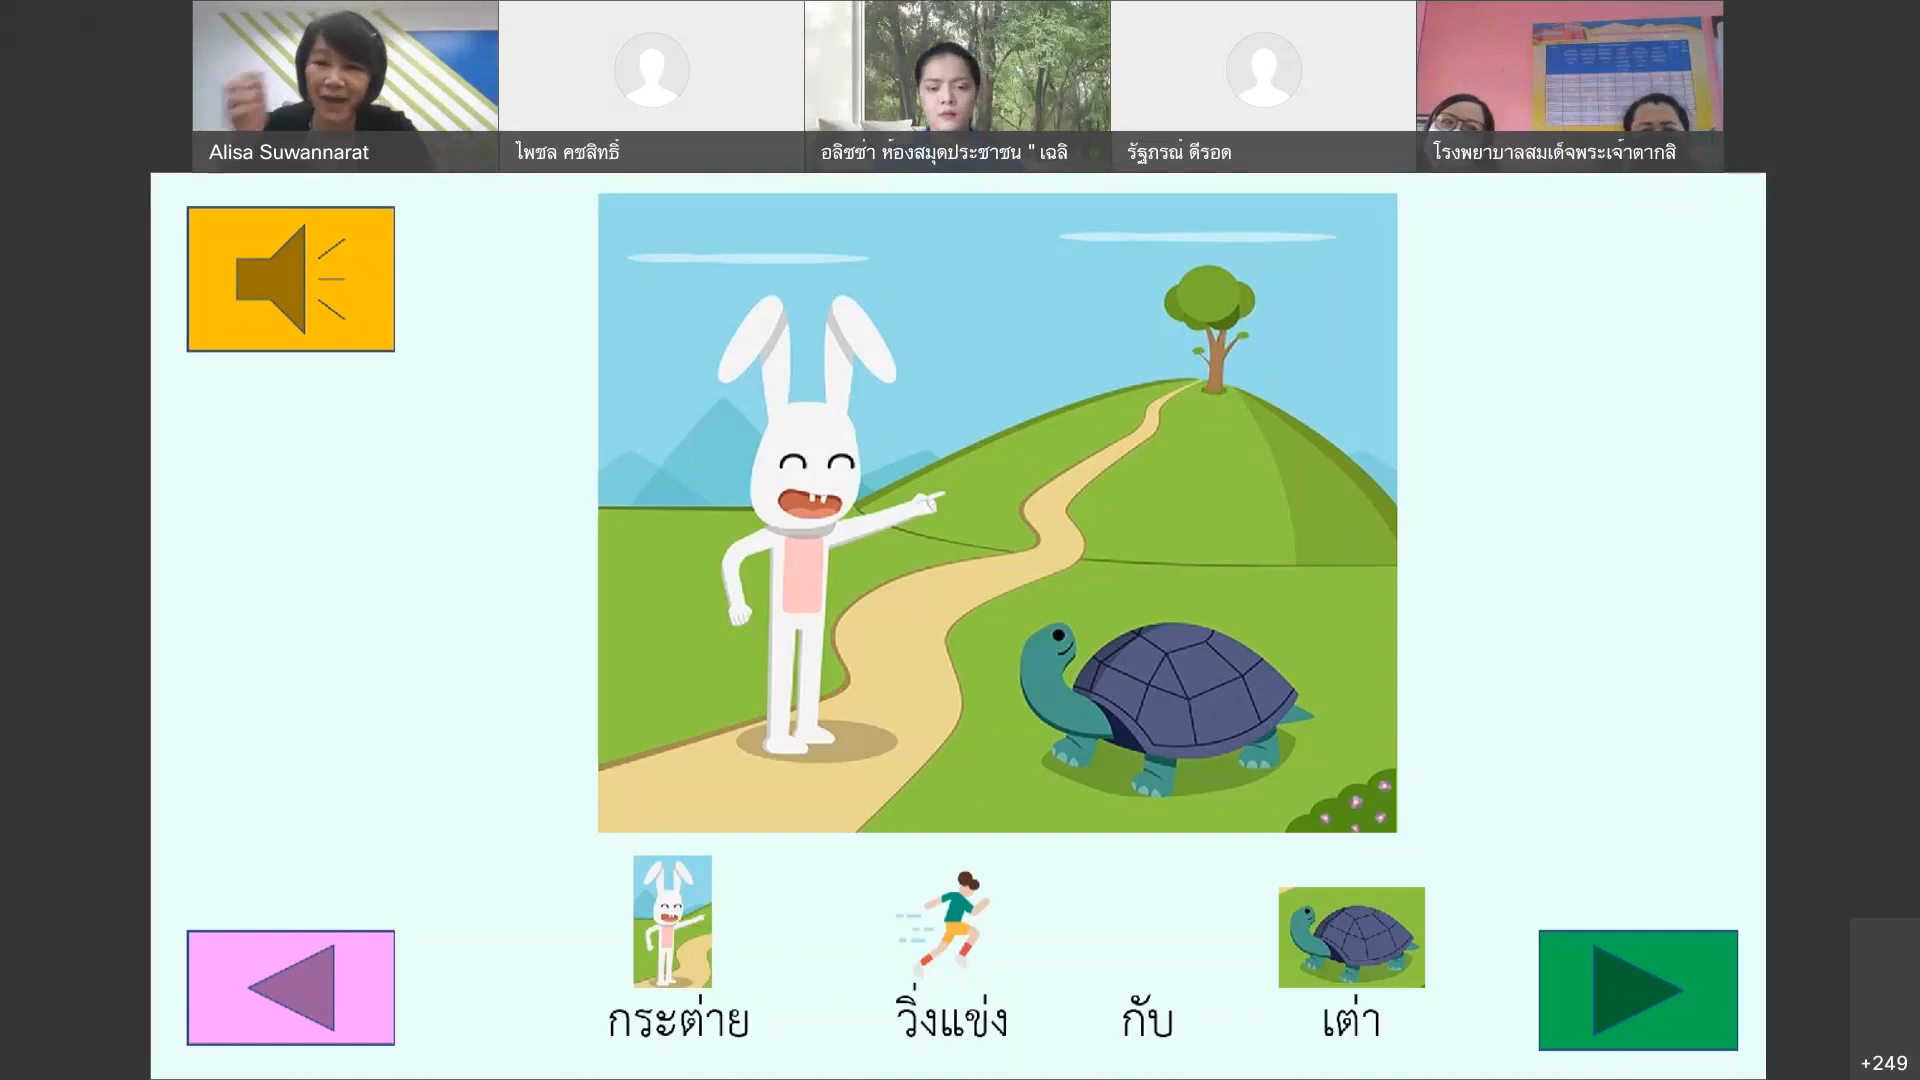 Alisa Suwannarat
ไพชล คชสิทธิ์
อลิซซ่า ห้องสมุดประชาชน " เฉลิ
รัฐภรณ์ ดีรอด
โรงพยาบาลสมเด็จพระเจ้าตากสิ
กระต่าย วิ่งแข่ง กับ เต่า
+249